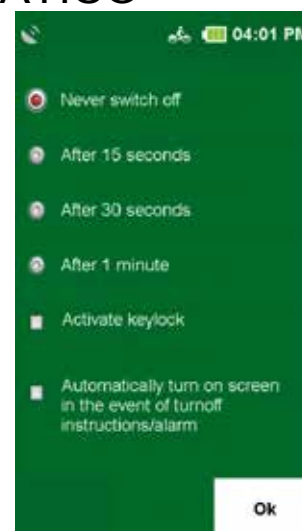 04:01 PM
Never switch off
After 15 seconds
After 30 seconds
After 1 minute
Activate keylock
Automatically turn on screen
in the event of turnoff
instructions/alarm
Ok